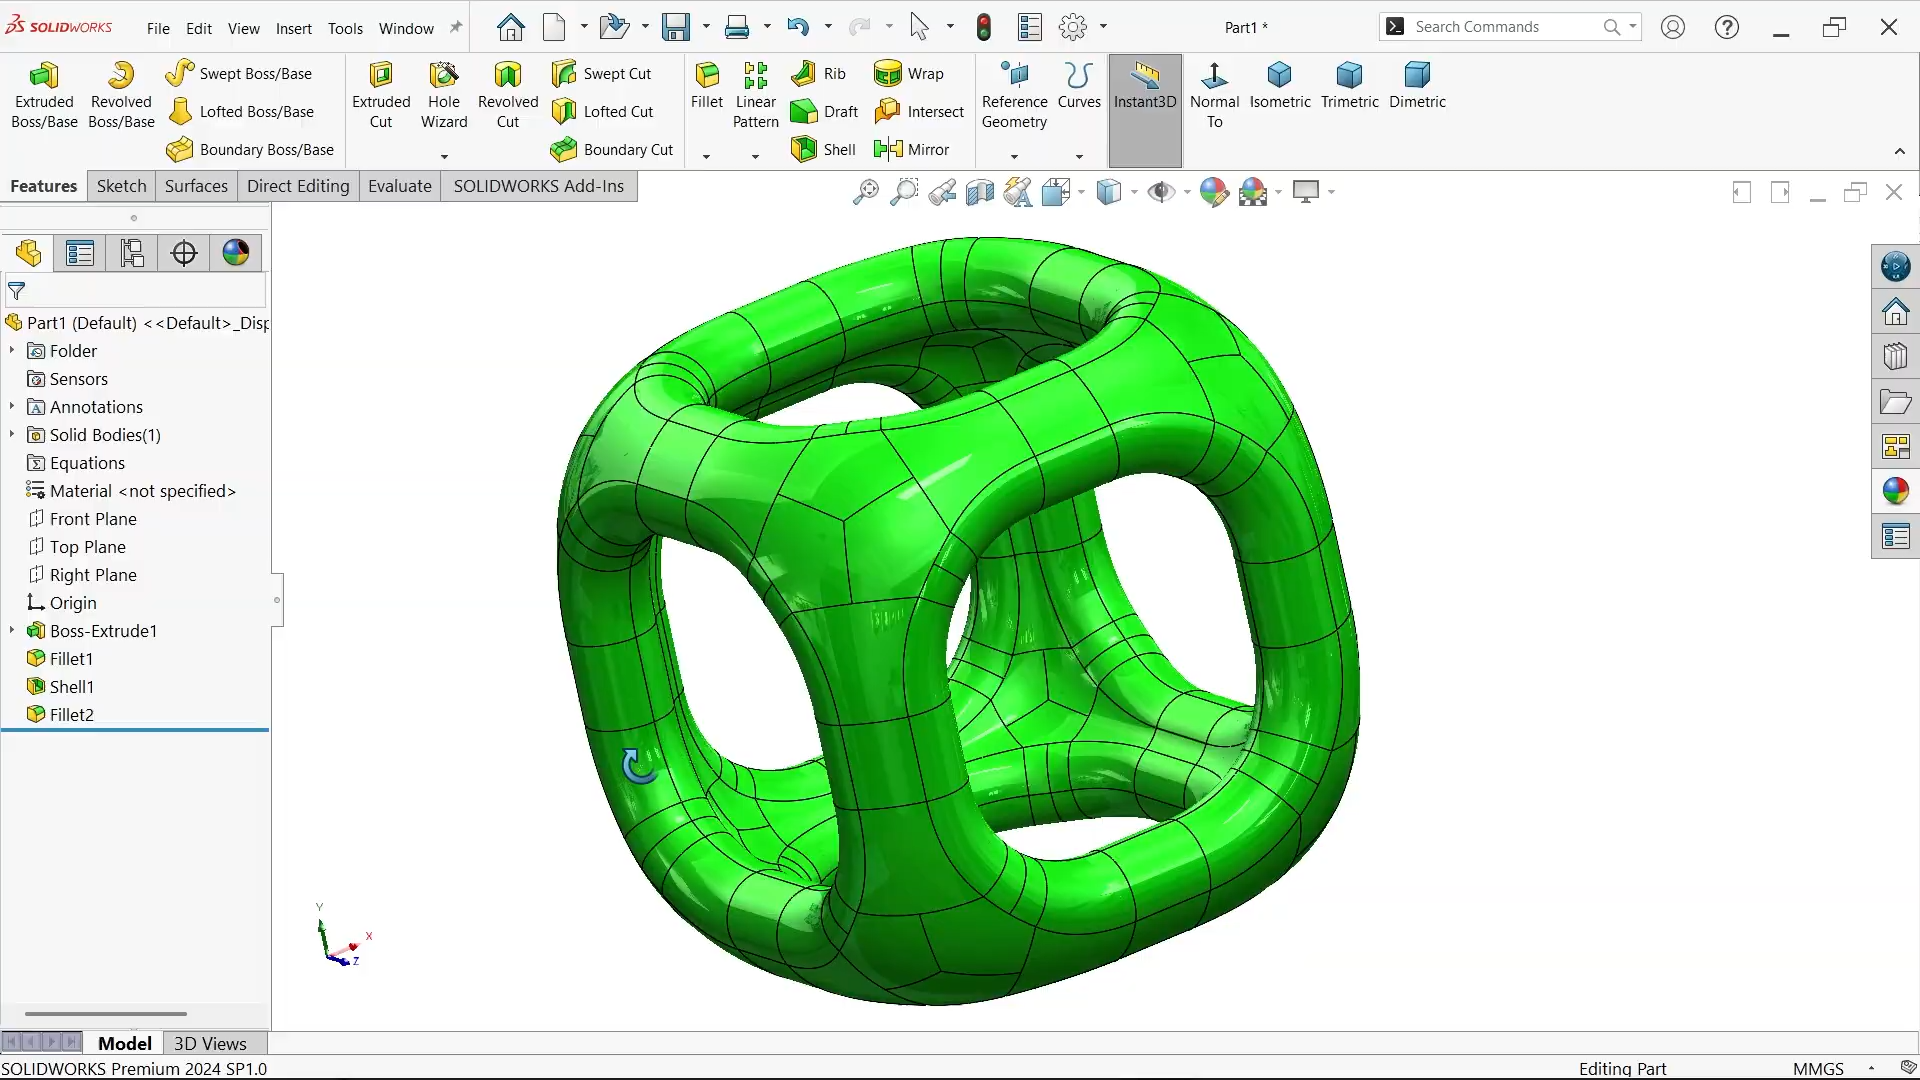 SOLIDWORKS
File Edit View Insert Tools Window
Part1 *
Search Commands
Extruded Boss/Base
Revolved Boss/Base
Swept Boss/Base
Lofted Boss/Base
Boundary Boss/Base
Extruded Cut
Hole Wizard
Revolved Cut
Swept Cut
Lofted Cut
Boundary Cut
Fillet
Linear Pattern
Rib
Draft
Shell
Wrap
Intersect
Mirror
Reference Geometry
Curves
Instant3D
Normal To
Isometric
Trimetric
Dimetric
Features Sketch Surfaces Direct Editing Evaluate SOLIDWORKS Add-Ins
Part1 (Default) <<Default>_Disp
Folder
Sensors
Annotations
Solid Bodies(1)
Equations
Material <not specified>
Front Plane
Top Plane
Right Plane
Origin
Boss-Extrude1
Fillet1
Shell1
Fillet2
Y
X
Z
Model 3D Views
SOLIDWORKS Premium 2024 SP1.0
Editing Part
MMGS